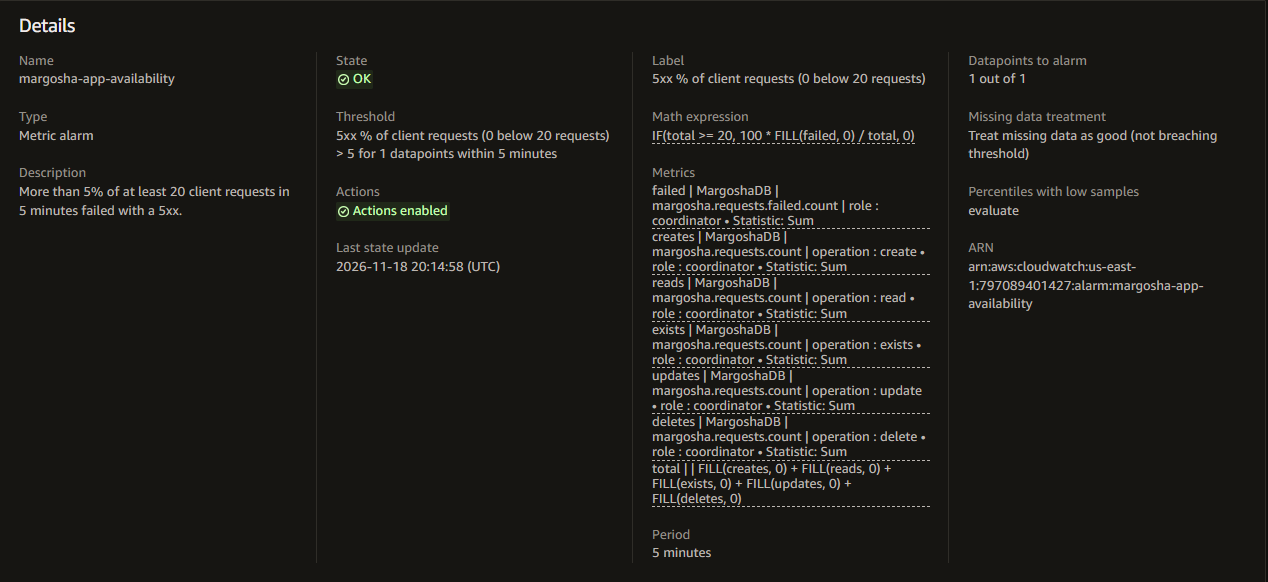 Details
Name
margosha-app-availability
Type
Metric alarm
Description
More than 5% of at least 20 client requests in
5 minutes failed with a 5xx.
State
OK
Threshold
5xx % of client requests (0 below 20 requests)
> 5 for 1 datapoints within 5 minutes
Actions
Actions enabled
Last state update
2026-11-18 20:14:58 (UTC)
Label
5xx % of client requests (0 below 20 requests)
Math expression
IF(total >= 20, 100 * FILL(failed, 0) / total, 0)
Metrics
failed | MargoshaDB |
margosha.requests.failed.count | role :
coordinator • Statistic: Sum
creates | MargoshaDB |
margosha.requests.count | operation : create •
role : coordinator • Statistic: Sum
reads | MargoshaDB |
margosha.requests.count | operation : read •
role : coordinator • Statistic: Sum
exists | MargoshaDB |
margosha.requests.count | operation : exists •
role : coordinator • Statistic: Sum
updates | MargoshaDB |
margosha.requests.count | operation : update
• role : coordinator • Statistic: Sum
deletes | MargoshaDB |
margosha.requests.count | operation : delete •
role : coordinator • Statistic: Sum
total | | FILL(creates, 0) + FILL(reads, 0) +
FILL(exists, 0) + FILL(updates, 0) +
FILL(deletes, 0)
Period
5 minutes
Datapoints to alarm
1 out of 1
Missing data treatment
Treat missing data as good (not breaching
threshold)
Percentiles with low samples
evaluate
ARN
arn:aws:cloudwatch:us-east-
1:797089401427:alarm:margosha-app-
availability